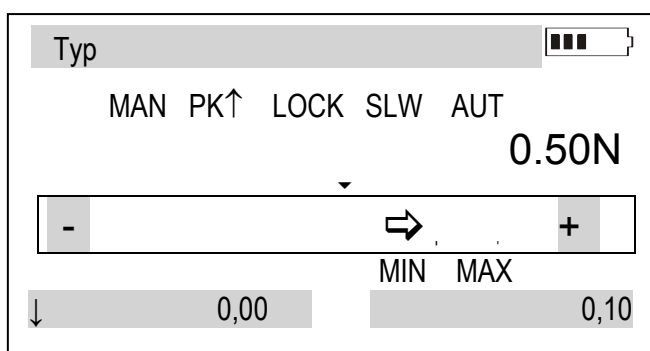 Typ
MAN PK↑ LOCK SLW AUT
0.50N
- +
MIN MAX
↓ 0,00 0,10